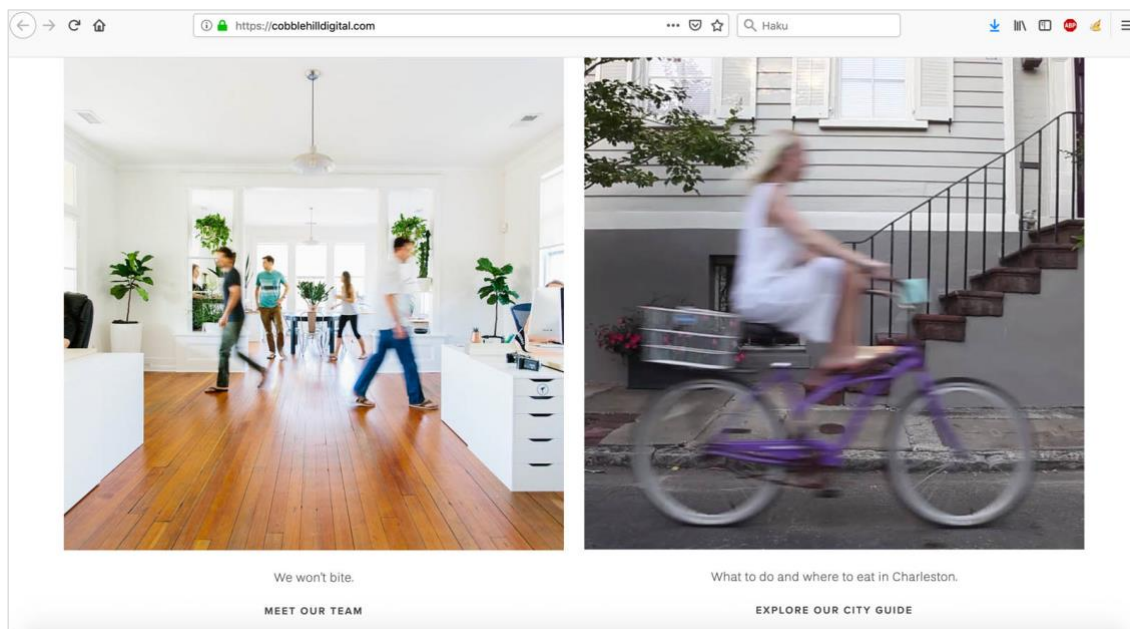 https://cobblehilldigital.com
Haku
ABP
We won't bite.
MEET OUR TEAM
What to do and where to eat in Charleston.
EXPLORE OUR CITY GUIDE